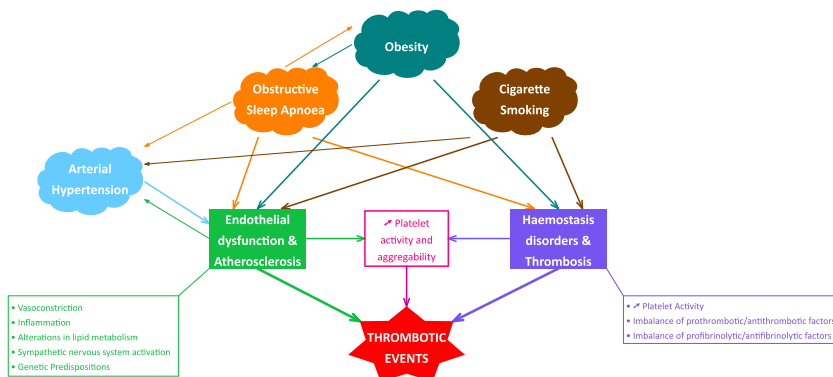 Obesity
Obstructive
Sleep Apnoea
Cigarette
Smoking
Arterial
Hypertension
Endothelial
dysfunction &
Atherosclerosis
↗ Platelet
activity and
aggregability
Haemostasis
disorders &
Thrombosis
• Vasoconstriction
• Inflammation
• Alterations in lipid metabolism
• Sympathetic nervous system activation
• Genetic Predispositions
• ↗ Platelet Activity
• Imbalance of prothrombotic/antithrombotic factors
• Imbalance of profibrinolytic/antifibrinolytic factors
THROMBOTIC
EVENTS